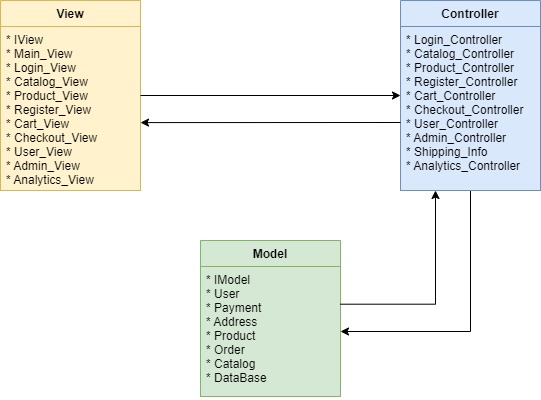 View
* IView
* Main_View
* Login_View
* Catalog_View
* Product_View
* Register_View
* Cart_View
* Checkout_View
* User_View
* Admin_View
* Analytics_View
Controller
* Login_Controller
* Catalog_Controller
* Product_Controller
* Register_Controller
* Cart_Controller
* Checkout_Controller
* User_Controller
* Admin_Controller
* Shipping_Info
* Analytics_Controller
Model
* IModel
* User
* Payment
* Address
* Product
* Order
* Catalog
* DataBase